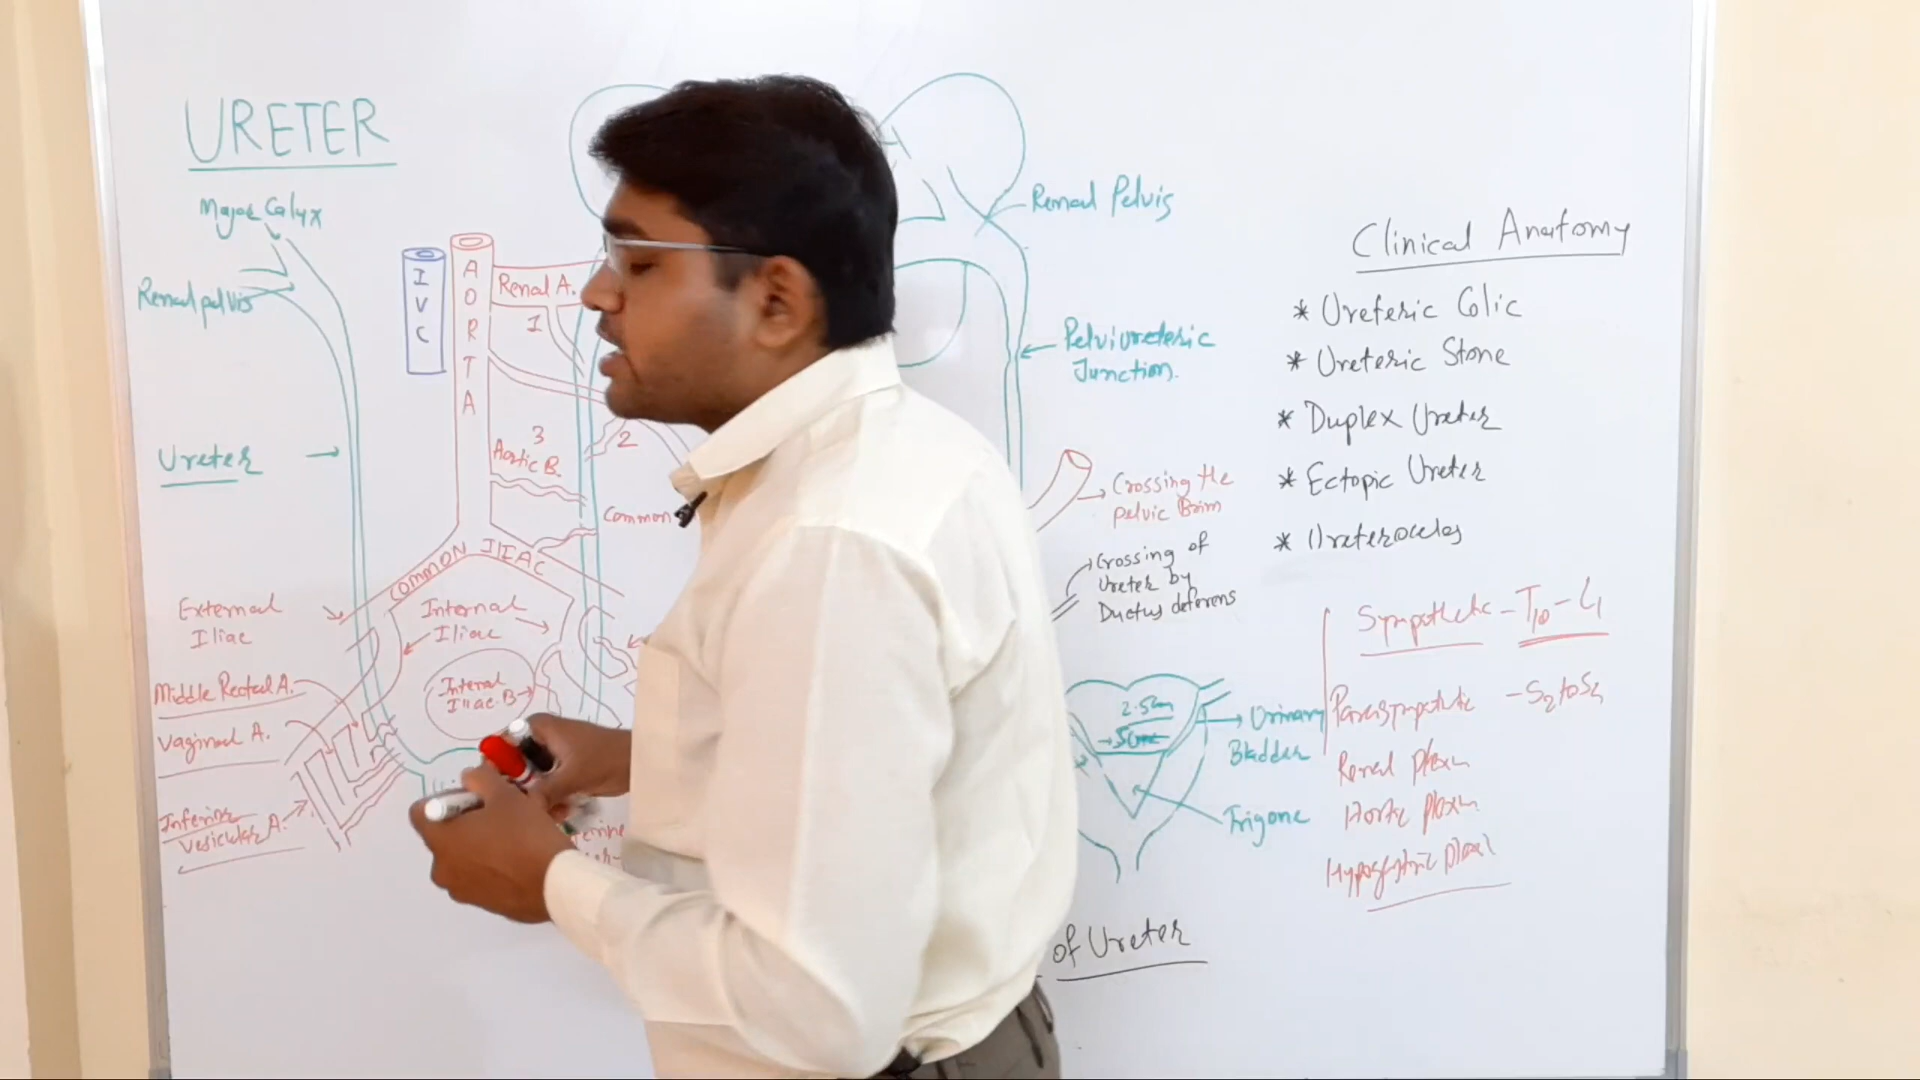 URETER
Major Calyx
Renal pelvis
Ureter
IVC
AORTA
Renal A.
1
2
3
Aortic B.
Common
COMMON ILIAC
External
Iliac
Internal
Iliac
Internal
Iliac.B
Middle Rectal A.
Vaginal A.
Inferior
Vesicular A.
Renal Pelvis
Pelviureteric
Junction.
Crossing the
pelvic Brim
Crossing of
Ureter by
Ductus deferens
2.5cm
5cm
Urinary
Bladder
Trigone
of Ureter
Clinical Anatomy
* Ureteric Colic
* Ureteric Stone
* Duplex Ureter
* Ectopic Ureter
* Ureteroceles
Sympathetic - T10 - L1
Parasympathetic - S2 to S4
Renal plexus
Aortic plexus
Hypogastric plexus